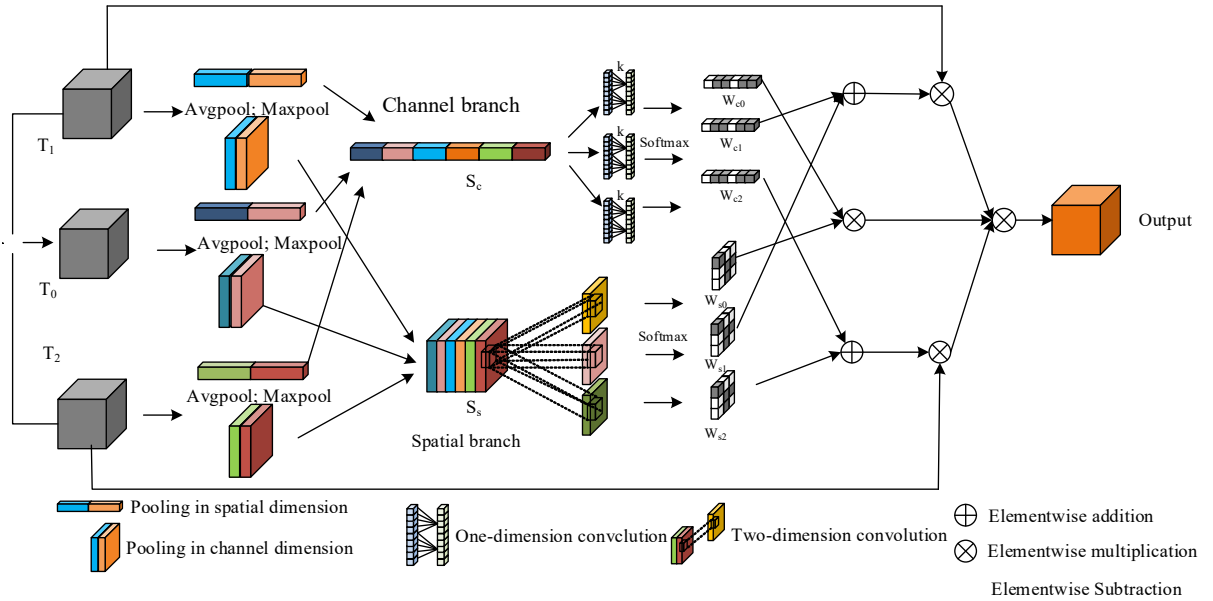 T1
Avgpool; Maxpool
Channel branch
Sc
k
k
k
Softmax
Wc0
Wc1
Wc2
T0
Avgpool; Maxpool
Output
T2
Avgpool; Maxpool
Ss
Spatial branch
Softmax
Ws0
Ws1
Ws2
Pooling in spatial dimension
Pooling in channel dimension
One-dimension convclution
Two-dimension convolution
Elementwise addition
Elementwise multiplication
Elementwise Subtraction